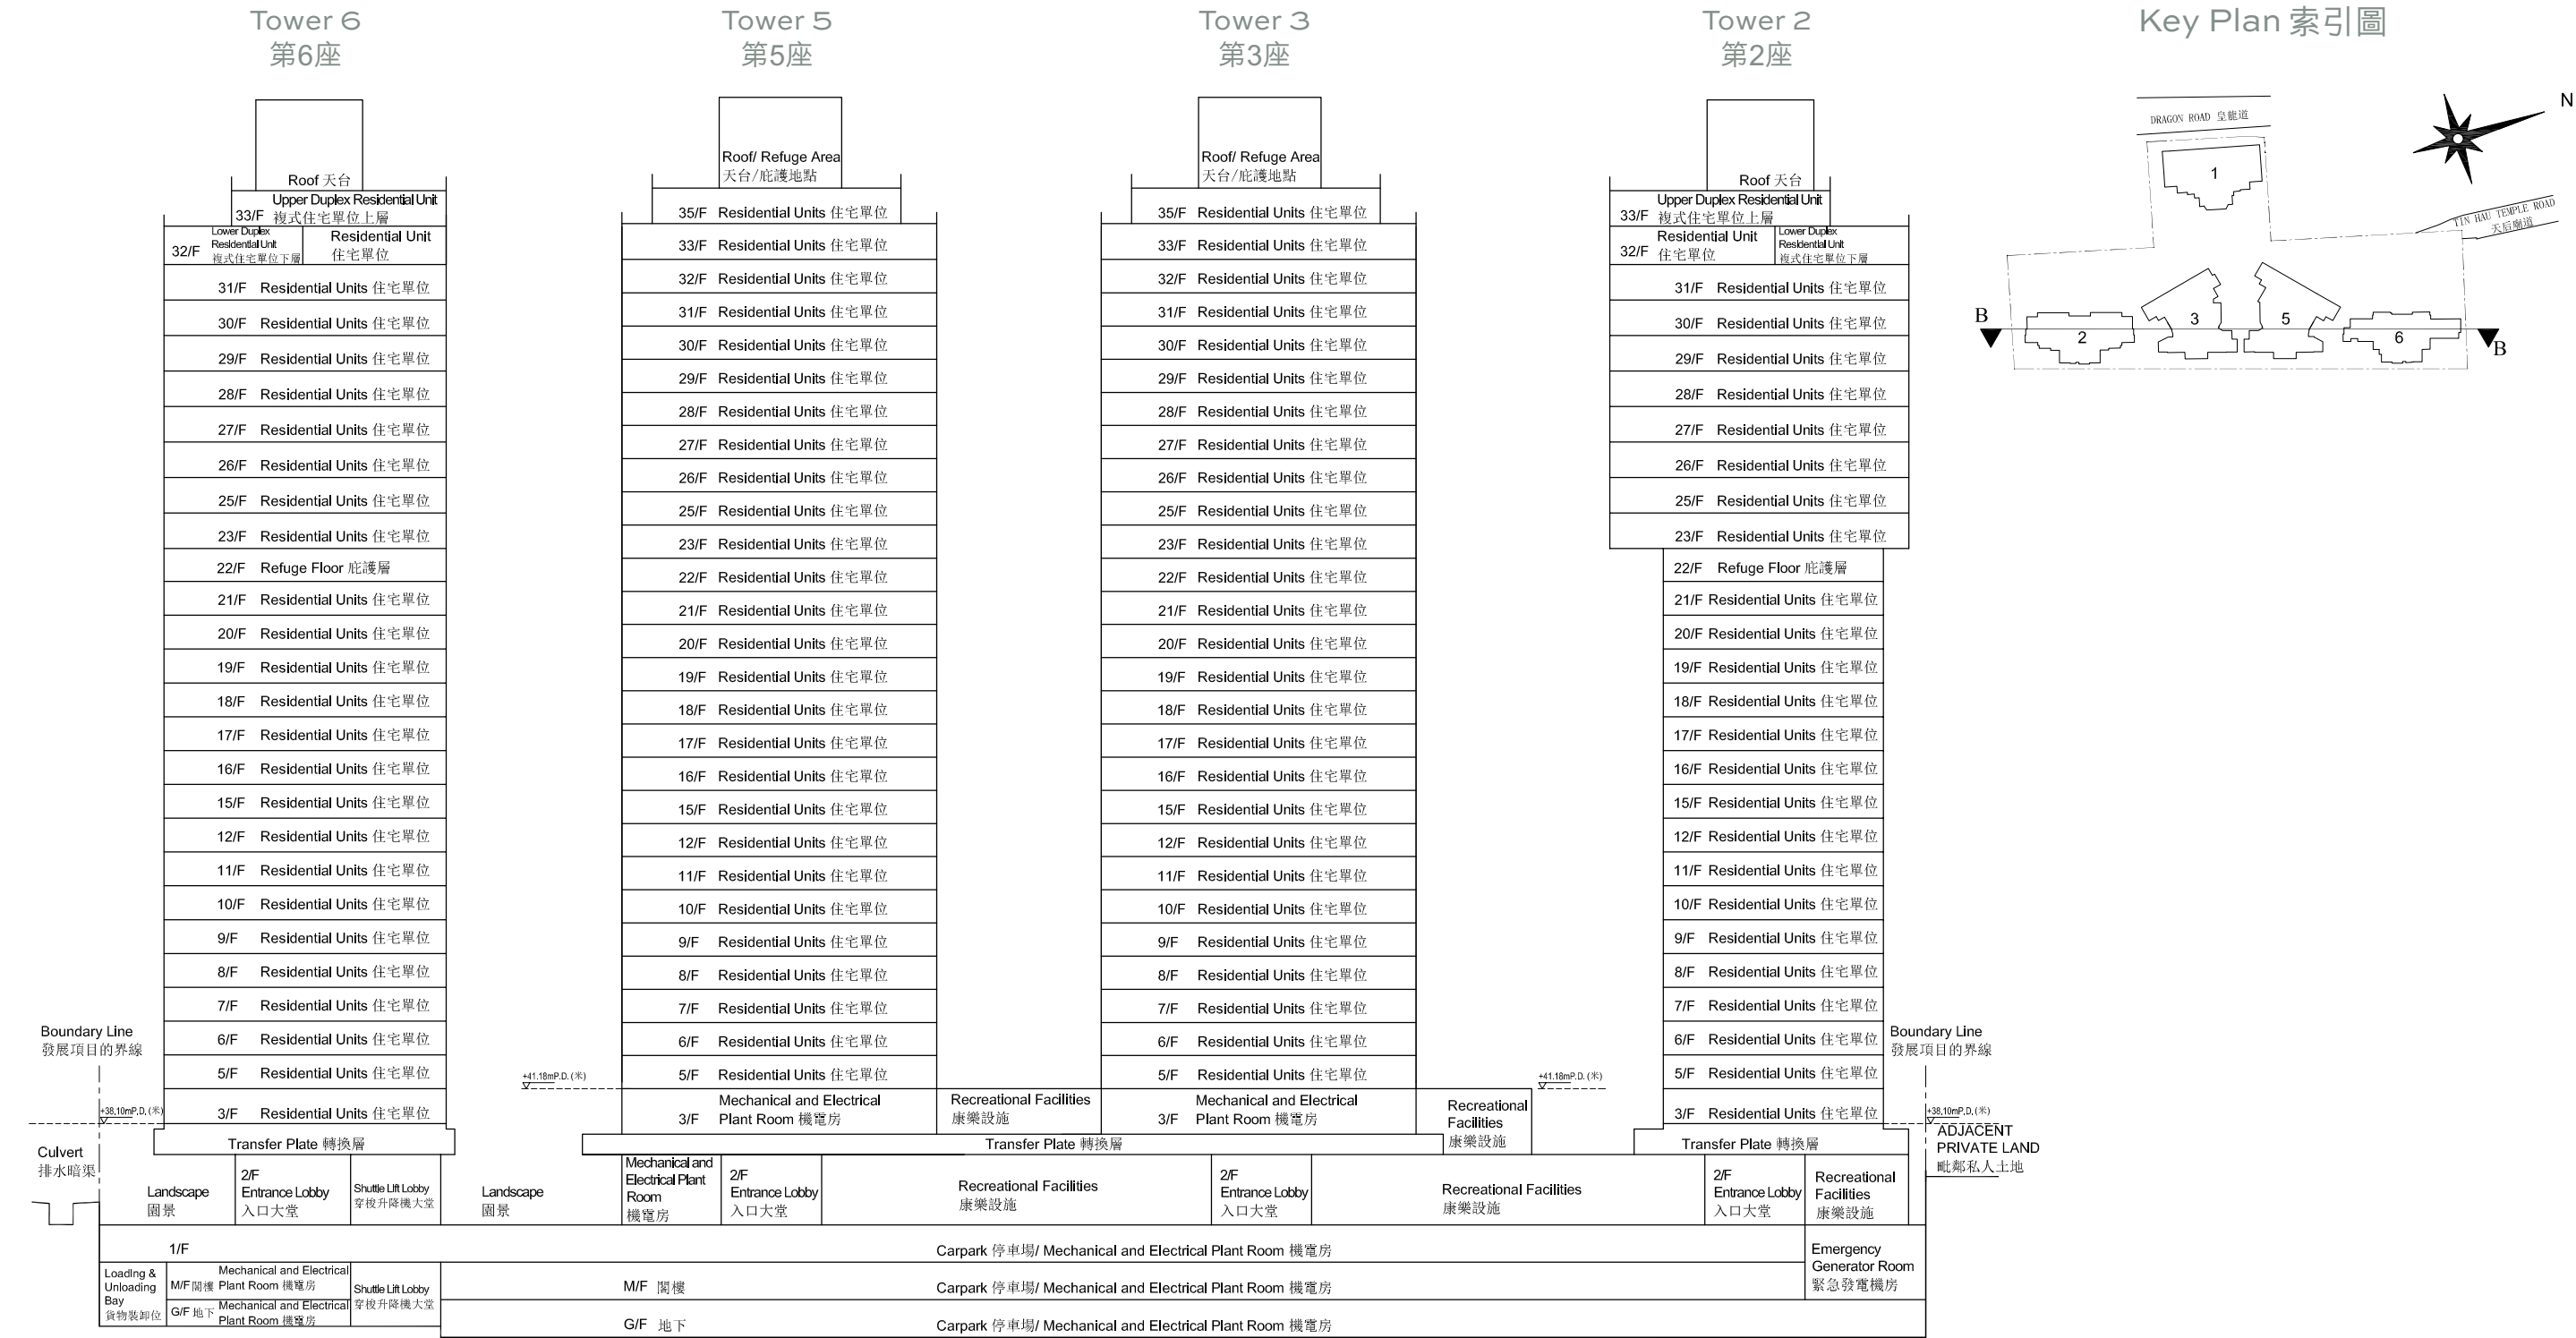 Tower 6
第6座
Roof 天台
Upper Duplex Residential Unit
33/F 複式住宅單位上層
32/F
Lower Duplex
Residential Unit
複式住宅單位下層
Residential Unit
住宅單位
31/F Residential Units 住宅單位
30/F Residential Units 住宅單位
29/F Residential Units 住宅單位
28/F Residential Units 住宅單位
27/F Residential Units 住宅單位
26/F Residential Units 住宅單位
25/F Residential Units 住宅單位
23/F Residential Units 住宅單位
22/F Refuge Floor 庇護層
21/F Residential Units 住宅單位
20/F Residential Units 住宅單位
19/F Residential Units 住宅單位
18/F Residential Units 住宅單位
17/F Residential Units 住宅單位
16/F Residential Units 住宅單位
15/F Residential Units 住宅單位
12/F Residential Units 住宅單位
11/F Residential Units 住宅單位
10/F Residential Units 住宅單位
9/F Residential Units 住宅單位
8/F Residential Units 住宅單位
7/F Residential Units 住宅單位
6/F Residential Units 住宅單位
5/F Residential Units 住宅單位
3/F Residential Units 住宅單位
Transfer Plate 轉換層
Boundary Line
發展項目的界線
+38.10mP.D.(米)
Culvert
排水暗渠
Tower 5
第5座
Roof/ Refuge Area
天台/庇護地點
35/F Residential Units 住宅單位
33/F Residential Units 住宅單位
32/F Residential Units 住宅單位
31/F Residential Units 住宅單位
30/F Residential Units 住宅單位
29/F Residential Units 住宅單位
28/F Residential Units 住宅單位
27/F Residential Units 住宅單位
26/F Residential Units 住宅單位
25/F Residential Units 住宅單位
23/F Residential Units 住宅單位
22/F Residential Units 住宅單位
21/F Residential Units 住宅單位
20/F Residential Units 住宅單位
19/F Residential Units 住宅單位
18/F Residential Units 住宅單位
17/F Residential Units 住宅單位
16/F Residential Units 住宅單位
15/F Residential Units 住宅單位
12/F Residential Units 住宅單位
11/F Residential Units 住宅單位
10/F Residential Units 住宅單位
9/F Residential Units 住宅單位
8/F Residential Units 住宅單位
7/F Residential Units 住宅單位
6/F Residential Units 住宅單位
5/F Residential Units 住宅單位
+41.18mP.D.(米)
Mechanical and Electrical
3/F Plant Room 機電房
Recreational Facilities
康樂設施
Tower 3
第3座
Roof/ Refuge Area
天台/庇護地點
35/F Residential Units 住宅單位
33/F Residential Units 住宅單位
32/F Residential Units 住宅單位
31/F Residential Units 住宅單位
30/F Residential Units 住宅單位
29/F Residential Units 住宅單位
28/F Residential Units 住宅單位
27/F Residential Units 住宅單位
26/F Residential Units 住宅單位
25/F Residential Units 住宅單位
23/F Residential Units 住宅單位
22/F Residential Units 住宅單位
21/F Residential Units 住宅單位
20/F Residential Units 住宅單位
19/F Residential Units 住宅單位
18/F Residential Units 住宅單位
17/F Residential Units 住宅單位
16/F Residential Units 住宅單位
15/F Residential Units 住宅單位
12/F Residential Units 住宅單位
11/F Residential Units 住宅單位
10/F Residential Units 住宅單位
9/F Residential Units 住宅單位
8/F Residential Units 住宅單位
7/F Residential Units 住宅單位
6/F Residential Units 住宅單位
5/F Residential Units 住宅單位
Mechanical and Electrical
3/F Plant Room 機電房
Recreational
Facilities
康樂設施
+41.18mP.D.(米)
Transfer Plate 轉換層
Tower 2
第2座
Roof 天台
Upper Duplex Residential Unit
33/F 複式住宅單位上層
Residential Unit
32/F 住宅單位
Lower Duplex
Residential Unit
複式住宅單位下層
31/F Residential Units 住宅單位
30/F Residential Units 住宅單位
29/F Residential Units 住宅單位
28/F Residential Units 住宅單位
27/F Residential Units 住宅單位
26/F Residential Units 住宅單位
25/F Residential Units 住宅單位
23/F Residential Units 住宅單位
22/F Refuge Floor 庇護層
21/F Residential Units 住宅單位
20/F Residential Units 住宅單位
19/F Residential Units 住宅單位
18/F Residential Units 住宅單位
17/F Residential Units 住宅單位
16/F Residential Units 住宅單位
15/F Residential Units 住宅單位
12/F Residential Units 住宅單位
11/F Residential Units 住宅單位
10/F Residential Units 住宅單位
9/F Residential Units 住宅單位
8/F Residential Units 住宅單位
7/F Residential Units 住宅單位
6/F Residential Units 住宅單位
5/F Residential Units 住宅單位
3/F Residential Units 住宅單位
Transfer Plate 轉換層
Boundary Line
發展項目的界線
+38.10mP.D.(米)
ADJACENT
PRIVATE LAND
毗鄰私人土地
Landscape
園景
2/F
Entrance Lobby
入口大堂
Shuttle Lift Lobby
穿梭升降機大堂
Landscape
園景
Mechanical and
Electrical Plant
Room
機電房
2/F
Entrance Lobby
入口大堂
Recreational Facilities
康樂設施
2/F
Entrance Lobby
入口大堂
Recreational Facilities
康樂設施
2/F
Entrance Lobby
入口大堂
Recreational
Facilities
康樂設施
1/F
Carpark 停車場/ Mechanical and Electrical Plant Room 機電房
Emergency
Generator Room
緊急發電機房
Loading &
Unloading
Bay
貨物裝卸位
M/F 閣樓
Mechanical and Electrical
Plant Room 機電房
G/F 地下
Mechanical and Electrical
Plant Room 機電房
Shuttle Lift Lobby
穿梭升降機大堂
M/F 閣樓
Carpark 停車場/ Mechanical and Electrical Plant Room 機電房
G/F 地下
Carpark 停車場/ Mechanical and Electrical Plant Room 機電房
Key Plan 索引圖
N
DRAGON ROAD 皇龍道
1
TIN HAU TEMPLE ROAD
天后廟道
B
2
3
5
6
B